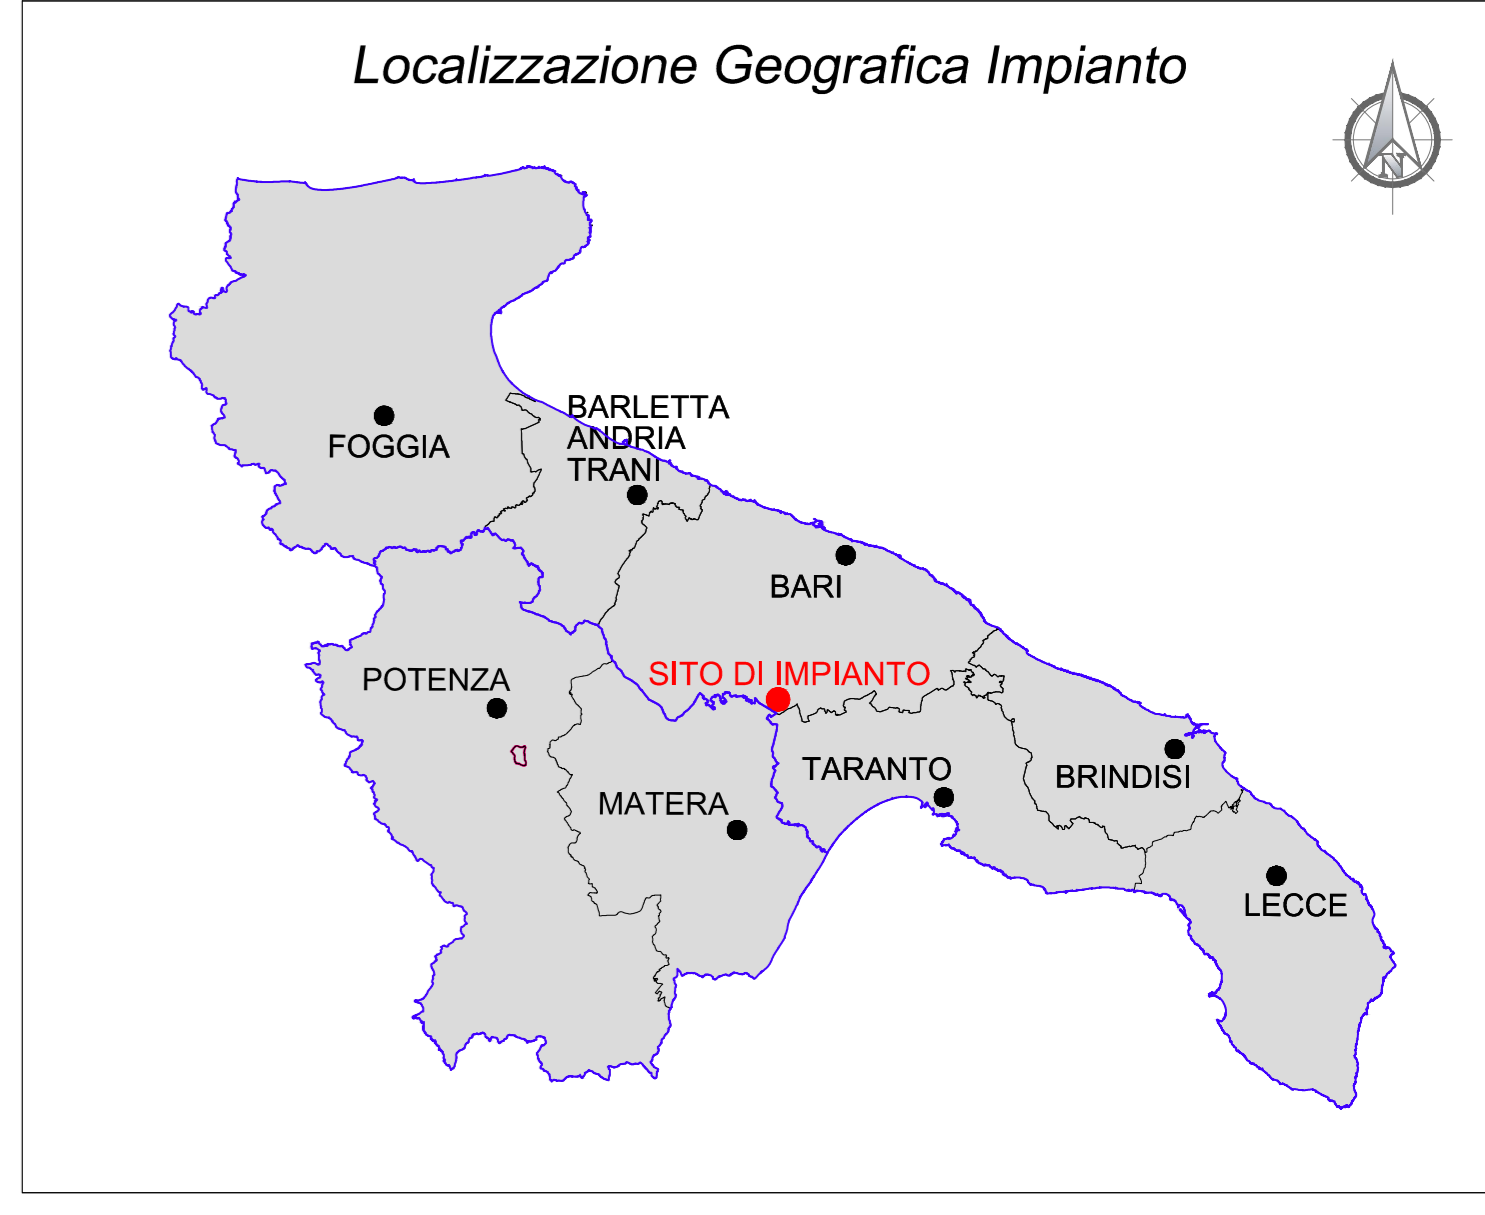 Localizzazione Geografica Impianto
N
BARLETTA
ANDRIA
TRANI
FOGGIA
BARI
SITO DI IMPIANTO
POTENZA
TARANTO
BRINDISI
MATERA
LECCE